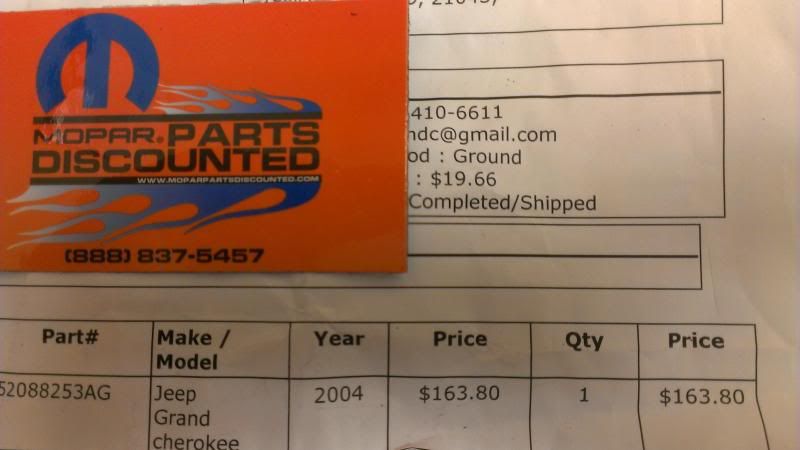 21045,
MOPAR® PARTS
DISCOUNTED
WWW.MOPARPARTSDISCOUNTED.COM
(888) 837-5457
410-6611
ndc@gmail.com
od : Ground
: $19.66
Completed/Shipped
Part# Make / Model Year Price Qty Price
52088253AG Jeep Grand cherokee 2004 $163.80 1 $163.80